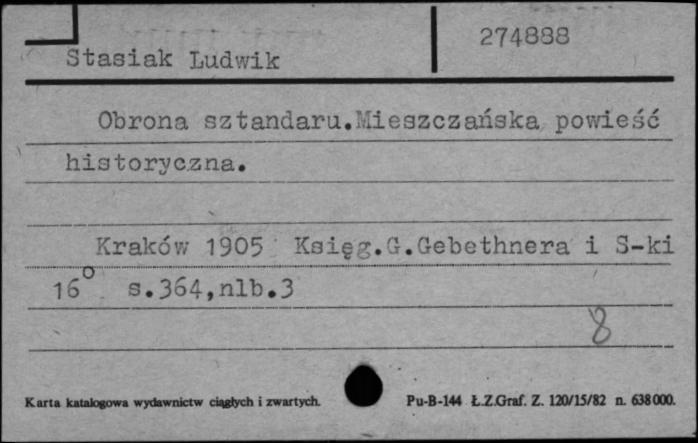 274888
Stasiak Ludwik
Obrona sztandaru.Mieszczańska powieść
historyczna.
Kraków 1905 Księg.G.Gebethnera i S-ki
16° s.364,nlb.3
8
Karta katalogowa wydawnictw ciągłych i zwartych.
Pu-B-144 Ł.Z.Graf. Z. 120/15/82 n. 638000.